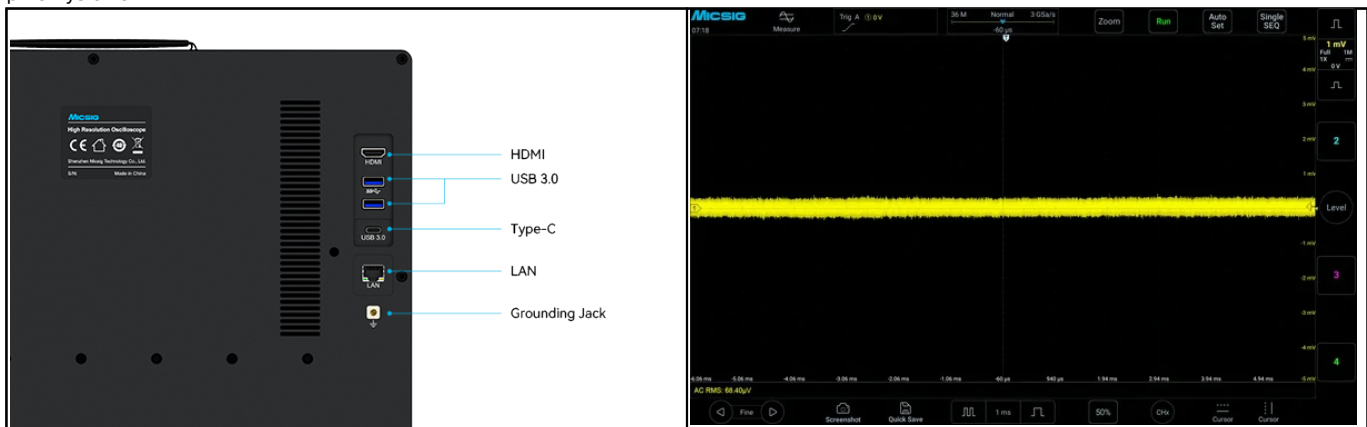 MICSIG
High Resolution Oscilloscope
CE
Shenzhen Micsig Technology Co., Ltd.
S/N Made in China
HDMI
USB 3.0
LAN
HDMI
USB 3.0
Type-C
LAN
Grounding Jack
MICSIG
07:18
Measure
Trig A ① 0V
36 M Normal 3 GSa/s
-60 µs
T
Zoom
Run
Auto
Set
Single
SEQ
1 mV
Full 1M
1X
0 V
5 mV
4 mV
3 mV
2 mV
1 mV
-1 mV
-2 mV
-3 mV
-4 mV
-5 mV
2
Level
3
4
-6.06 ms -5.06 ms -4.06 ms -3.06 ms -2.06 ms -1.06 ms -60 µs 940 µs 1.94 ms 2.94 ms 3.94 ms 4.94 ms
AC RMS: 68.40µV
Fine
Screenshot
Quick Save
1 ms
50%
CHx
Cursor
Cursor